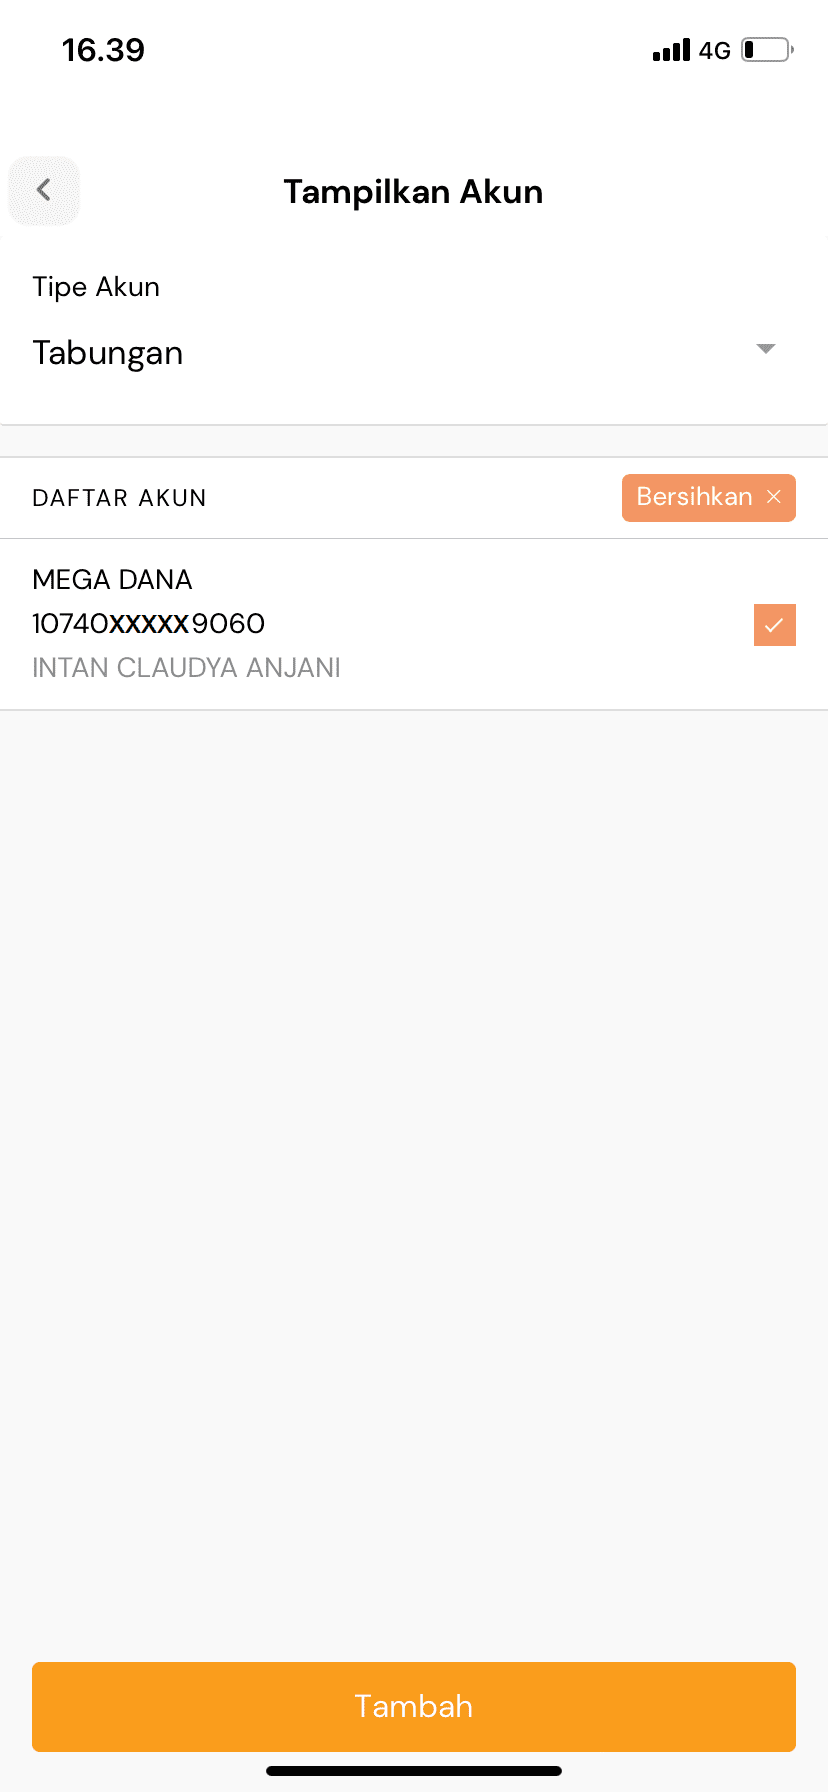 16.39
4G
Tampilkan Akun
Tipe Akun
Tabungan
DAFTAR AKUN
Bersihkan ×
MEGA DANA
10740XXXXX9060
INTAN CLAUDYA ANJANI
Tambah